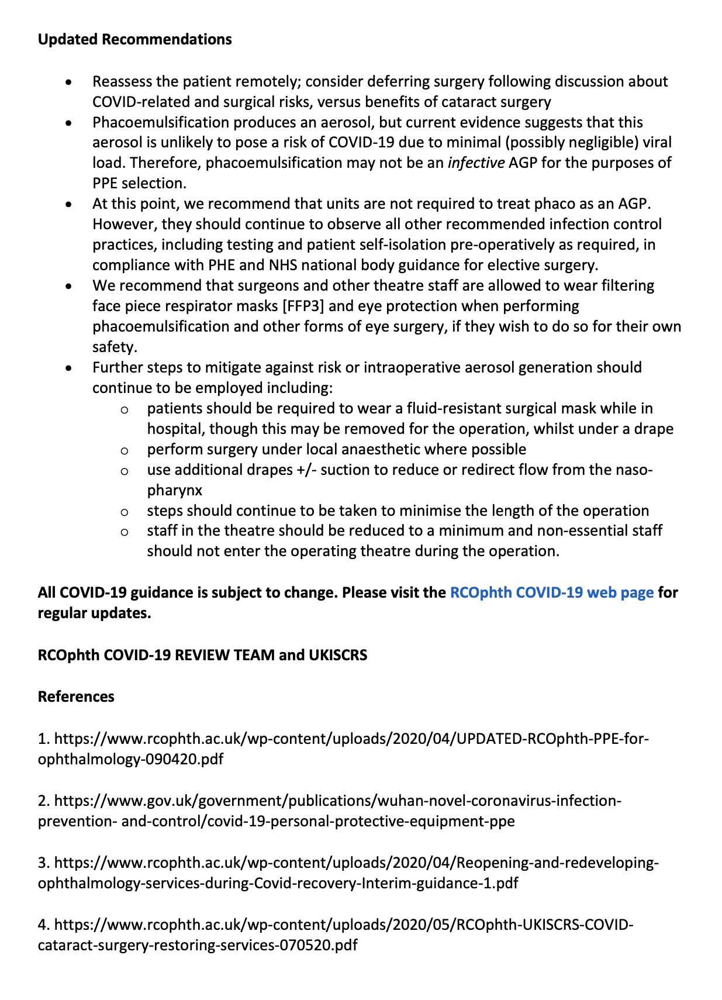 Updated Recommendations
• Reassess the patient remotely; consider deferring surgery following discussion about
COVID-related and surgical risks, versus benefits of cataract surgery
• Phacoemulsification produces an aerosol, but current evidence suggests that this
aerosol is unlikely to pose a risk of COVID-19 due to minimal (possibly negligible) viral
load. Therefore, phacoemulsification may not be an infective AGP for the purposes of
PPE selection.
• At this point, we recommend that units are not required to treat phaco as an AGP.
However, they should continue to observe all other recommended infection control
practices, including testing and patient self-isolation pre-operatively as required, in
compliance with PHE and NHS national body guidance for elective surgery.
• We recommend that surgeons and other theatre staff are allowed to wear filtering
face piece respirator masks [FFP3] and eye protection when performing
phacoemulsification and other forms of eye surgery, if they wish to do so for their own
safety.
• Further steps to mitigate against risk or intraoperative aerosol generation should
continue to be employed including:
o patients should be required to wear a fluid-resistant surgical mask while in
hospital, though this may be removed for the operation, whilst under a drape
o perform surgery under local anaesthetic where possible
o use additional drapes +/- suction to reduce or redirect flow from the naso-
pharynx
o steps should continue to be taken to minimise the length of the operation
o staff in the theatre should be reduced to a minimum and non-essential staff
should not enter the operating theatre during the operation.
All COVID-19 guidance is subject to change. Please visit the RCOphth COVID-19 web page for
regular updates.
RCOphth COVID-19 REVIEW TEAM and UKISCRS
References
1. https://www.rcophth.ac.uk/wp-content/uploads/2020/04/UPDATED-RCOphth-PPE-for-
ophthalmology-090420.pdf
2. https://www.gov.uk/government/publications/wuhan-novel-coronavirus-infection-
prevention- and-control/covid-19-personal-protective-equipment-ppe
3. https://www.rcophth.ac.uk/wp-content/uploads/2020/04/Reopening-and-redeveloping-
ophthalmology-services-during-Covid-recovery-Interim-guidance-1.pdf
4. https://www.rcophth.ac.uk/wp-content/uploads/2020/05/RCOphth-UKISCRS-COVID-
cataract-surgery-restoring-services-070520.pdf